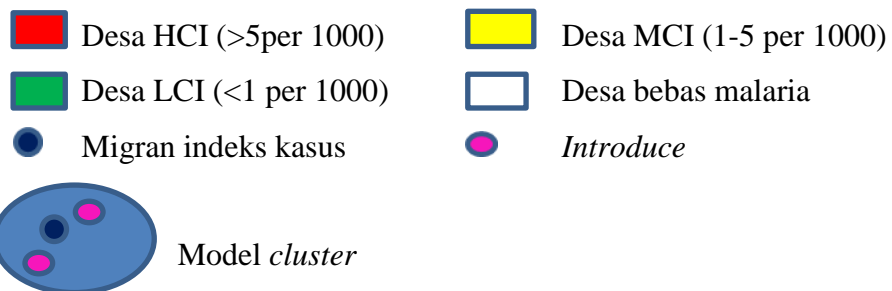 Desa HCI (>5per 1000) Desa MCI (1-5 per 1000)
Desa LCI (<1 per 1000) Desa bebas malaria
Migran indeks kasus Introduce
Model cluster